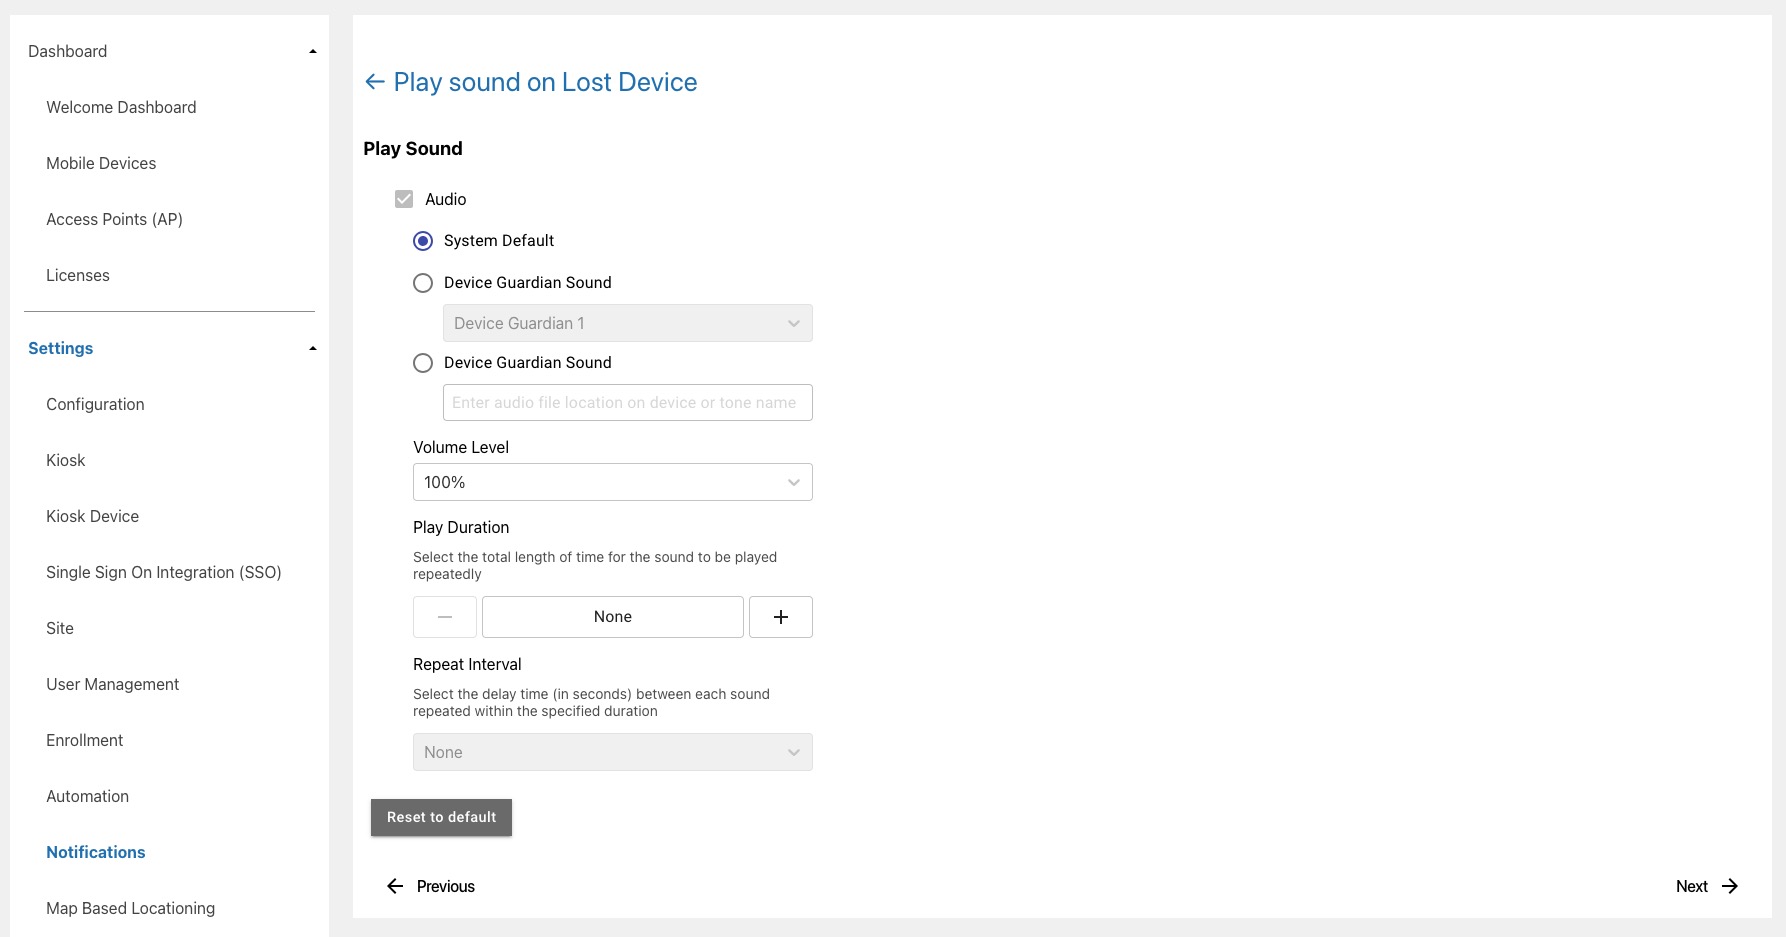 Dashboard
Welcome Dashboard
Mobile Devices
Access Points (AP)
Licenses
Settings
Configuration
Kiosk
Kiosk Device
Single Sign On Integration (SSO)
Site
User Management
Enrollment
Automation
Notifications
Map Based Locationing
Play sound on Lost Device
Play Sound
Audio
System Default
Device Guardian Sound
Device Guardian 1
Device Guardian Sound
Enter audio file location on device or tone name
Volume Level
100%
Play Duration
Select the total length of time for the sound to be played
repeatedly
None
Repeat Interval
Select the delay time (in seconds) between each sound
repeated within the specified duration
None
Reset to default
Previous
Next